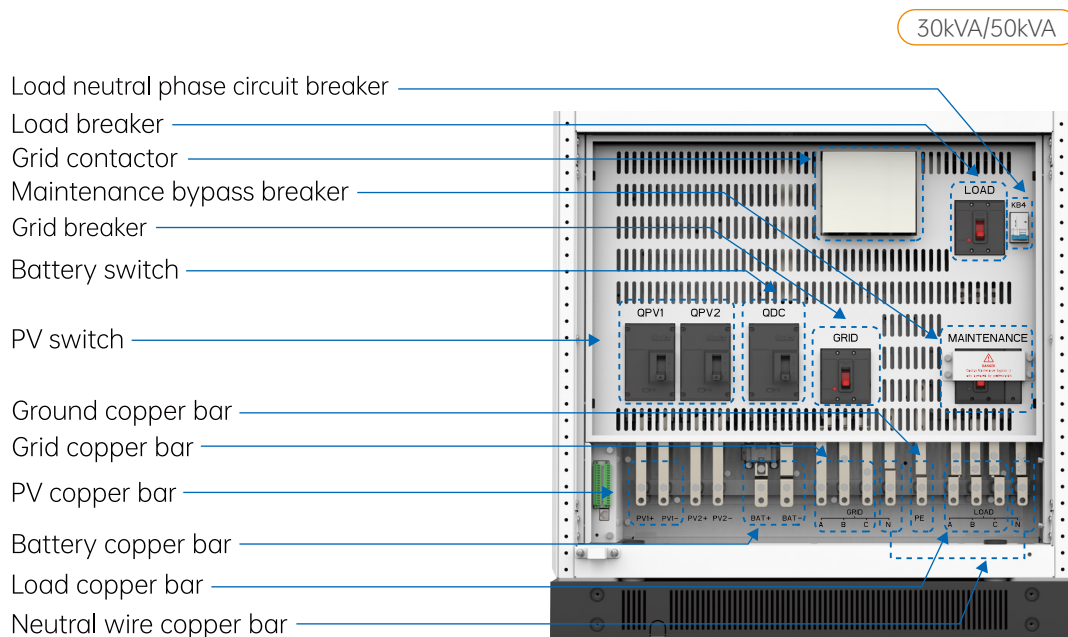 30kVA/50kVA
Load neutral phase circuit breaker
Load breaker
Grid contactor
Maintenance bypass breaker
Grid breaker
Battery switch
PV switch
Ground copper bar
Grid copper bar
PV copper bar
Battery copper bar
Load copper bar
Neutral wire copper bar
LOAD
KB4
QPV1 QPV2 QDC
GRID MAINTENANCE
PV1+ PV1- PV2+ PV2- BAT+ BAT- GRID PE LOAD
A B C N A B C N